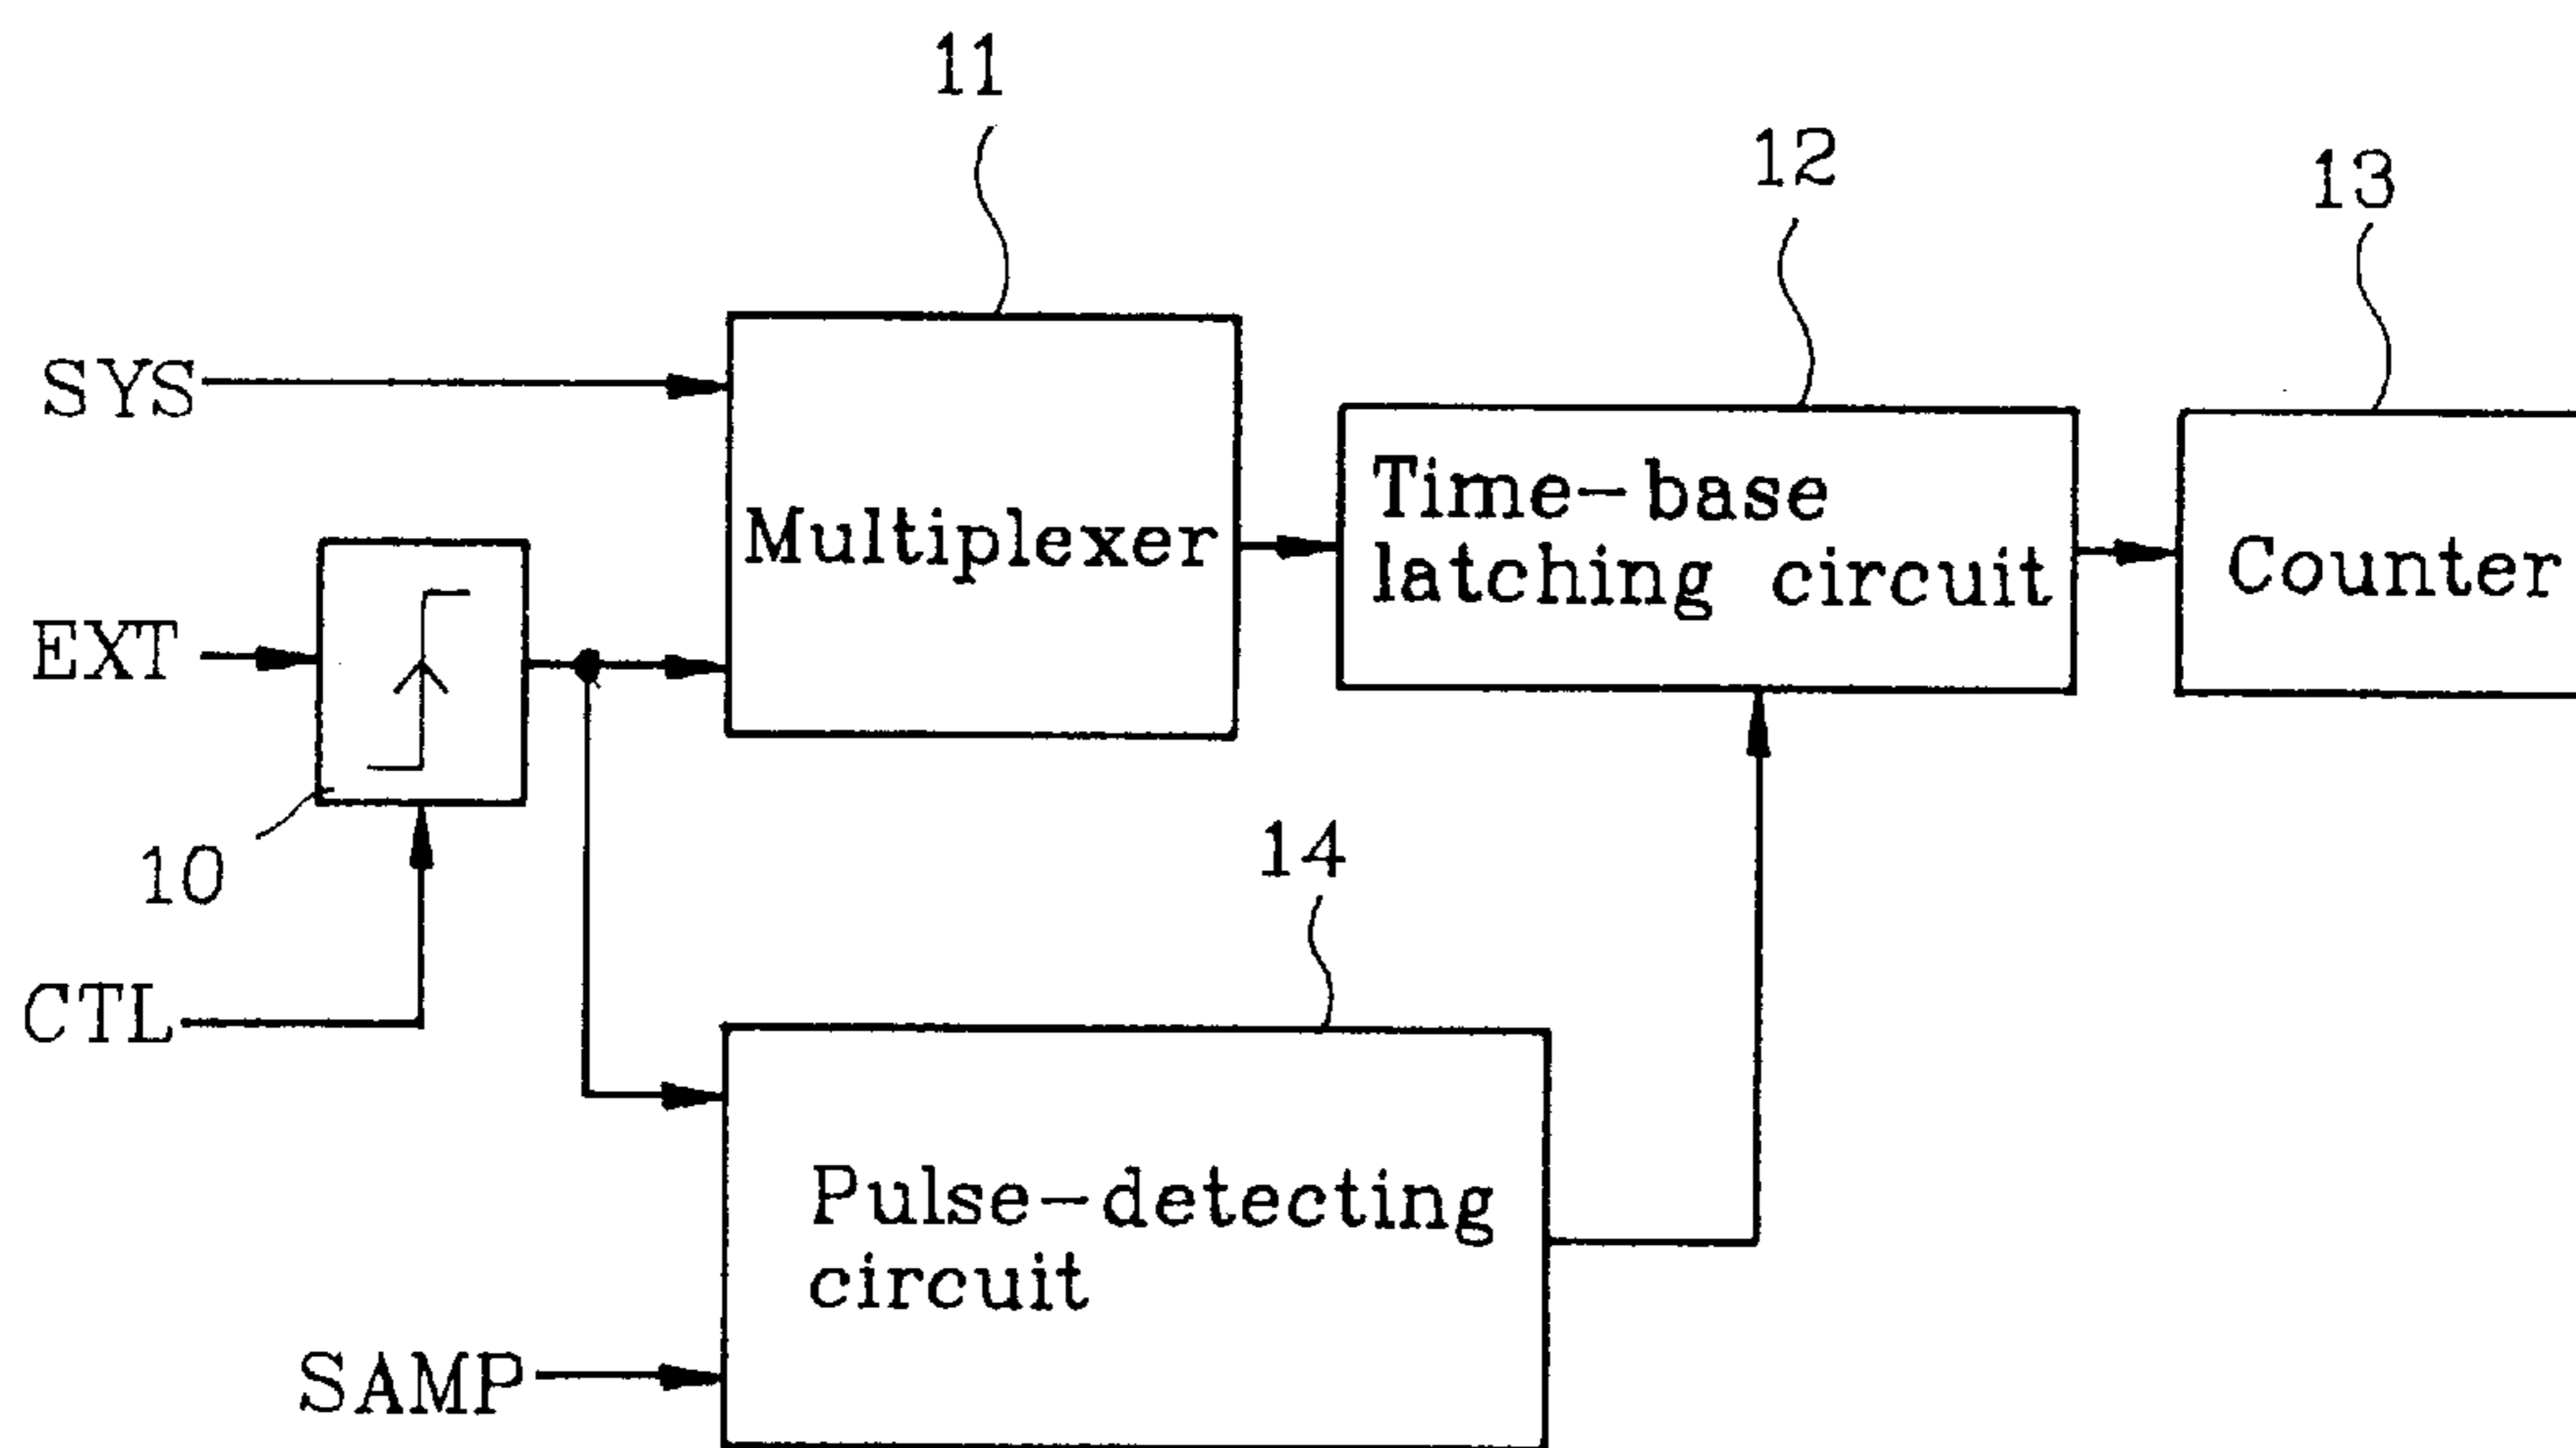 11
12
13
SYS
Multiplexer
Time-base
latching circuit
Counter
EXT
10
14
CTL
Pulse-detecting
circuit
SAMP